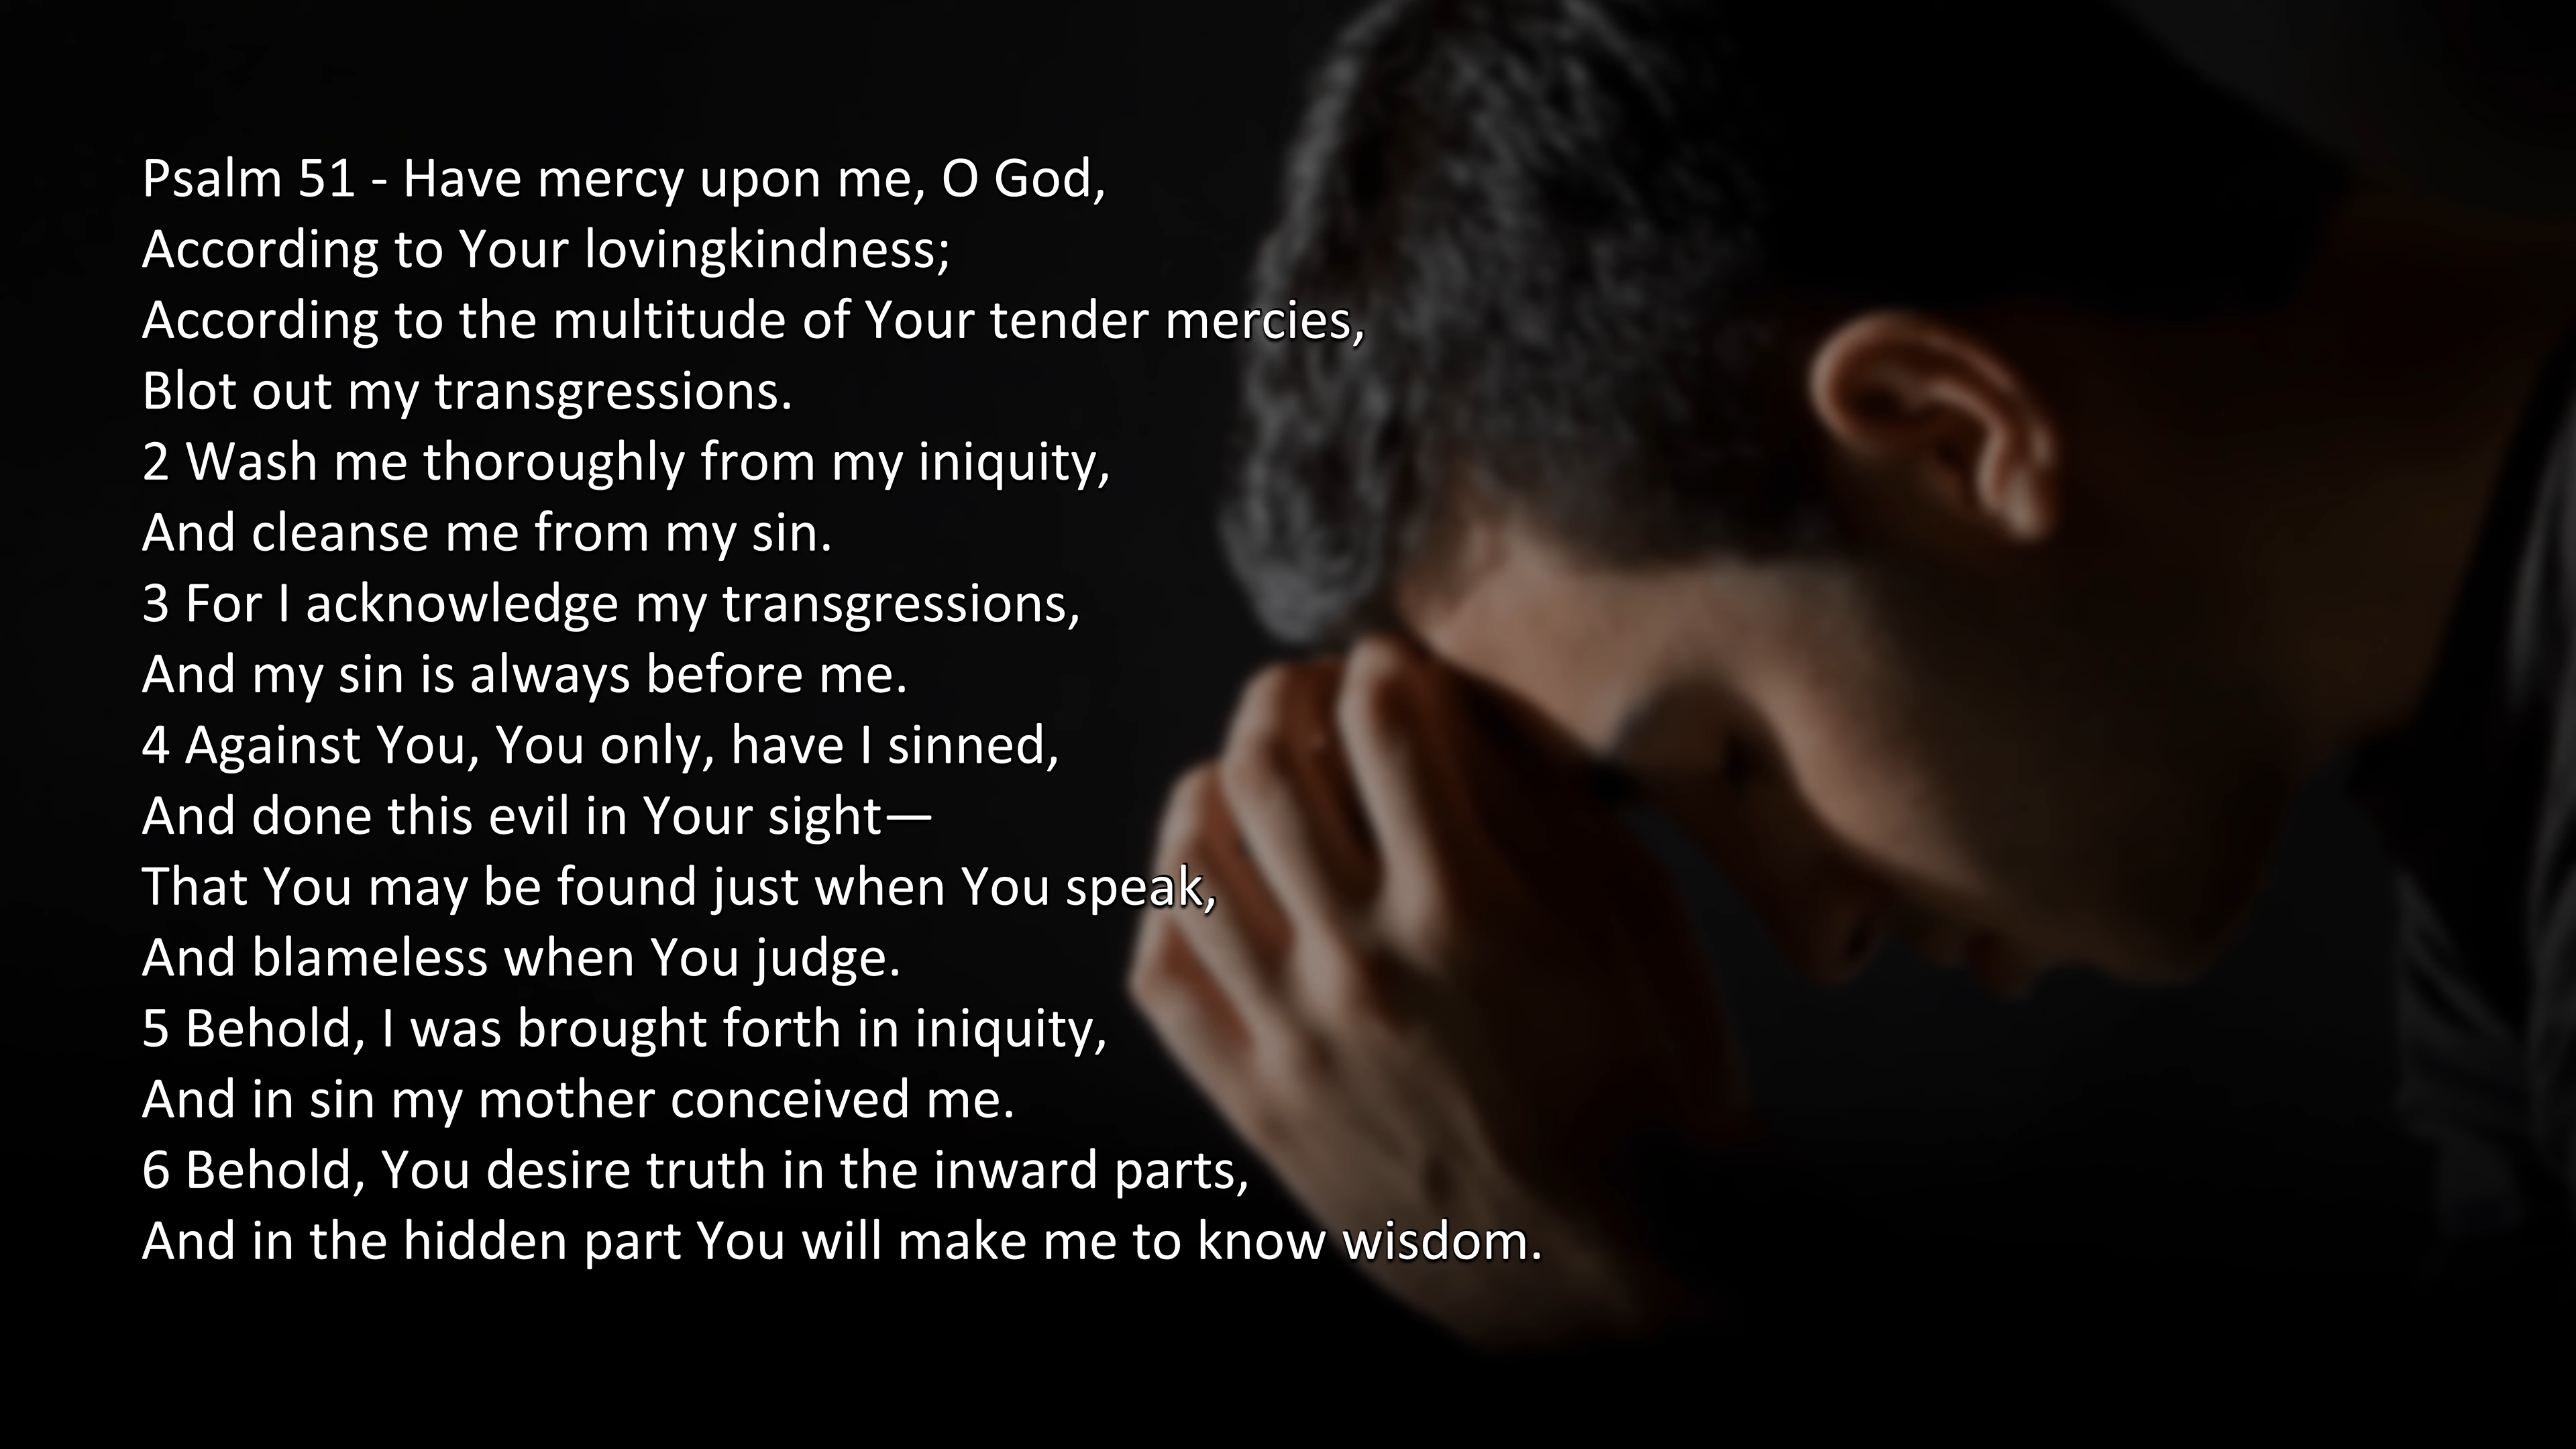 Psalm 51 - Have mercy upon me, O God,
According to Your lovingkindness;
According to the multitude of Your tender mercies,
Blot out my transgressions.
2 Wash me thoroughly from my iniquity,
And cleanse me from my sin.
3 For I acknowledge my transgressions,
And my sin is always before me.
4 Against You, You only, have I sinned,
And done this evil in Your sight—
That You may be found just when You speak,
And blameless when You judge.
5 Behold, I was brought forth in iniquity,
And in sin my mother conceived me.
6 Behold, You desire truth in the inward parts,
And in the hidden part You will make me to know wisdom.